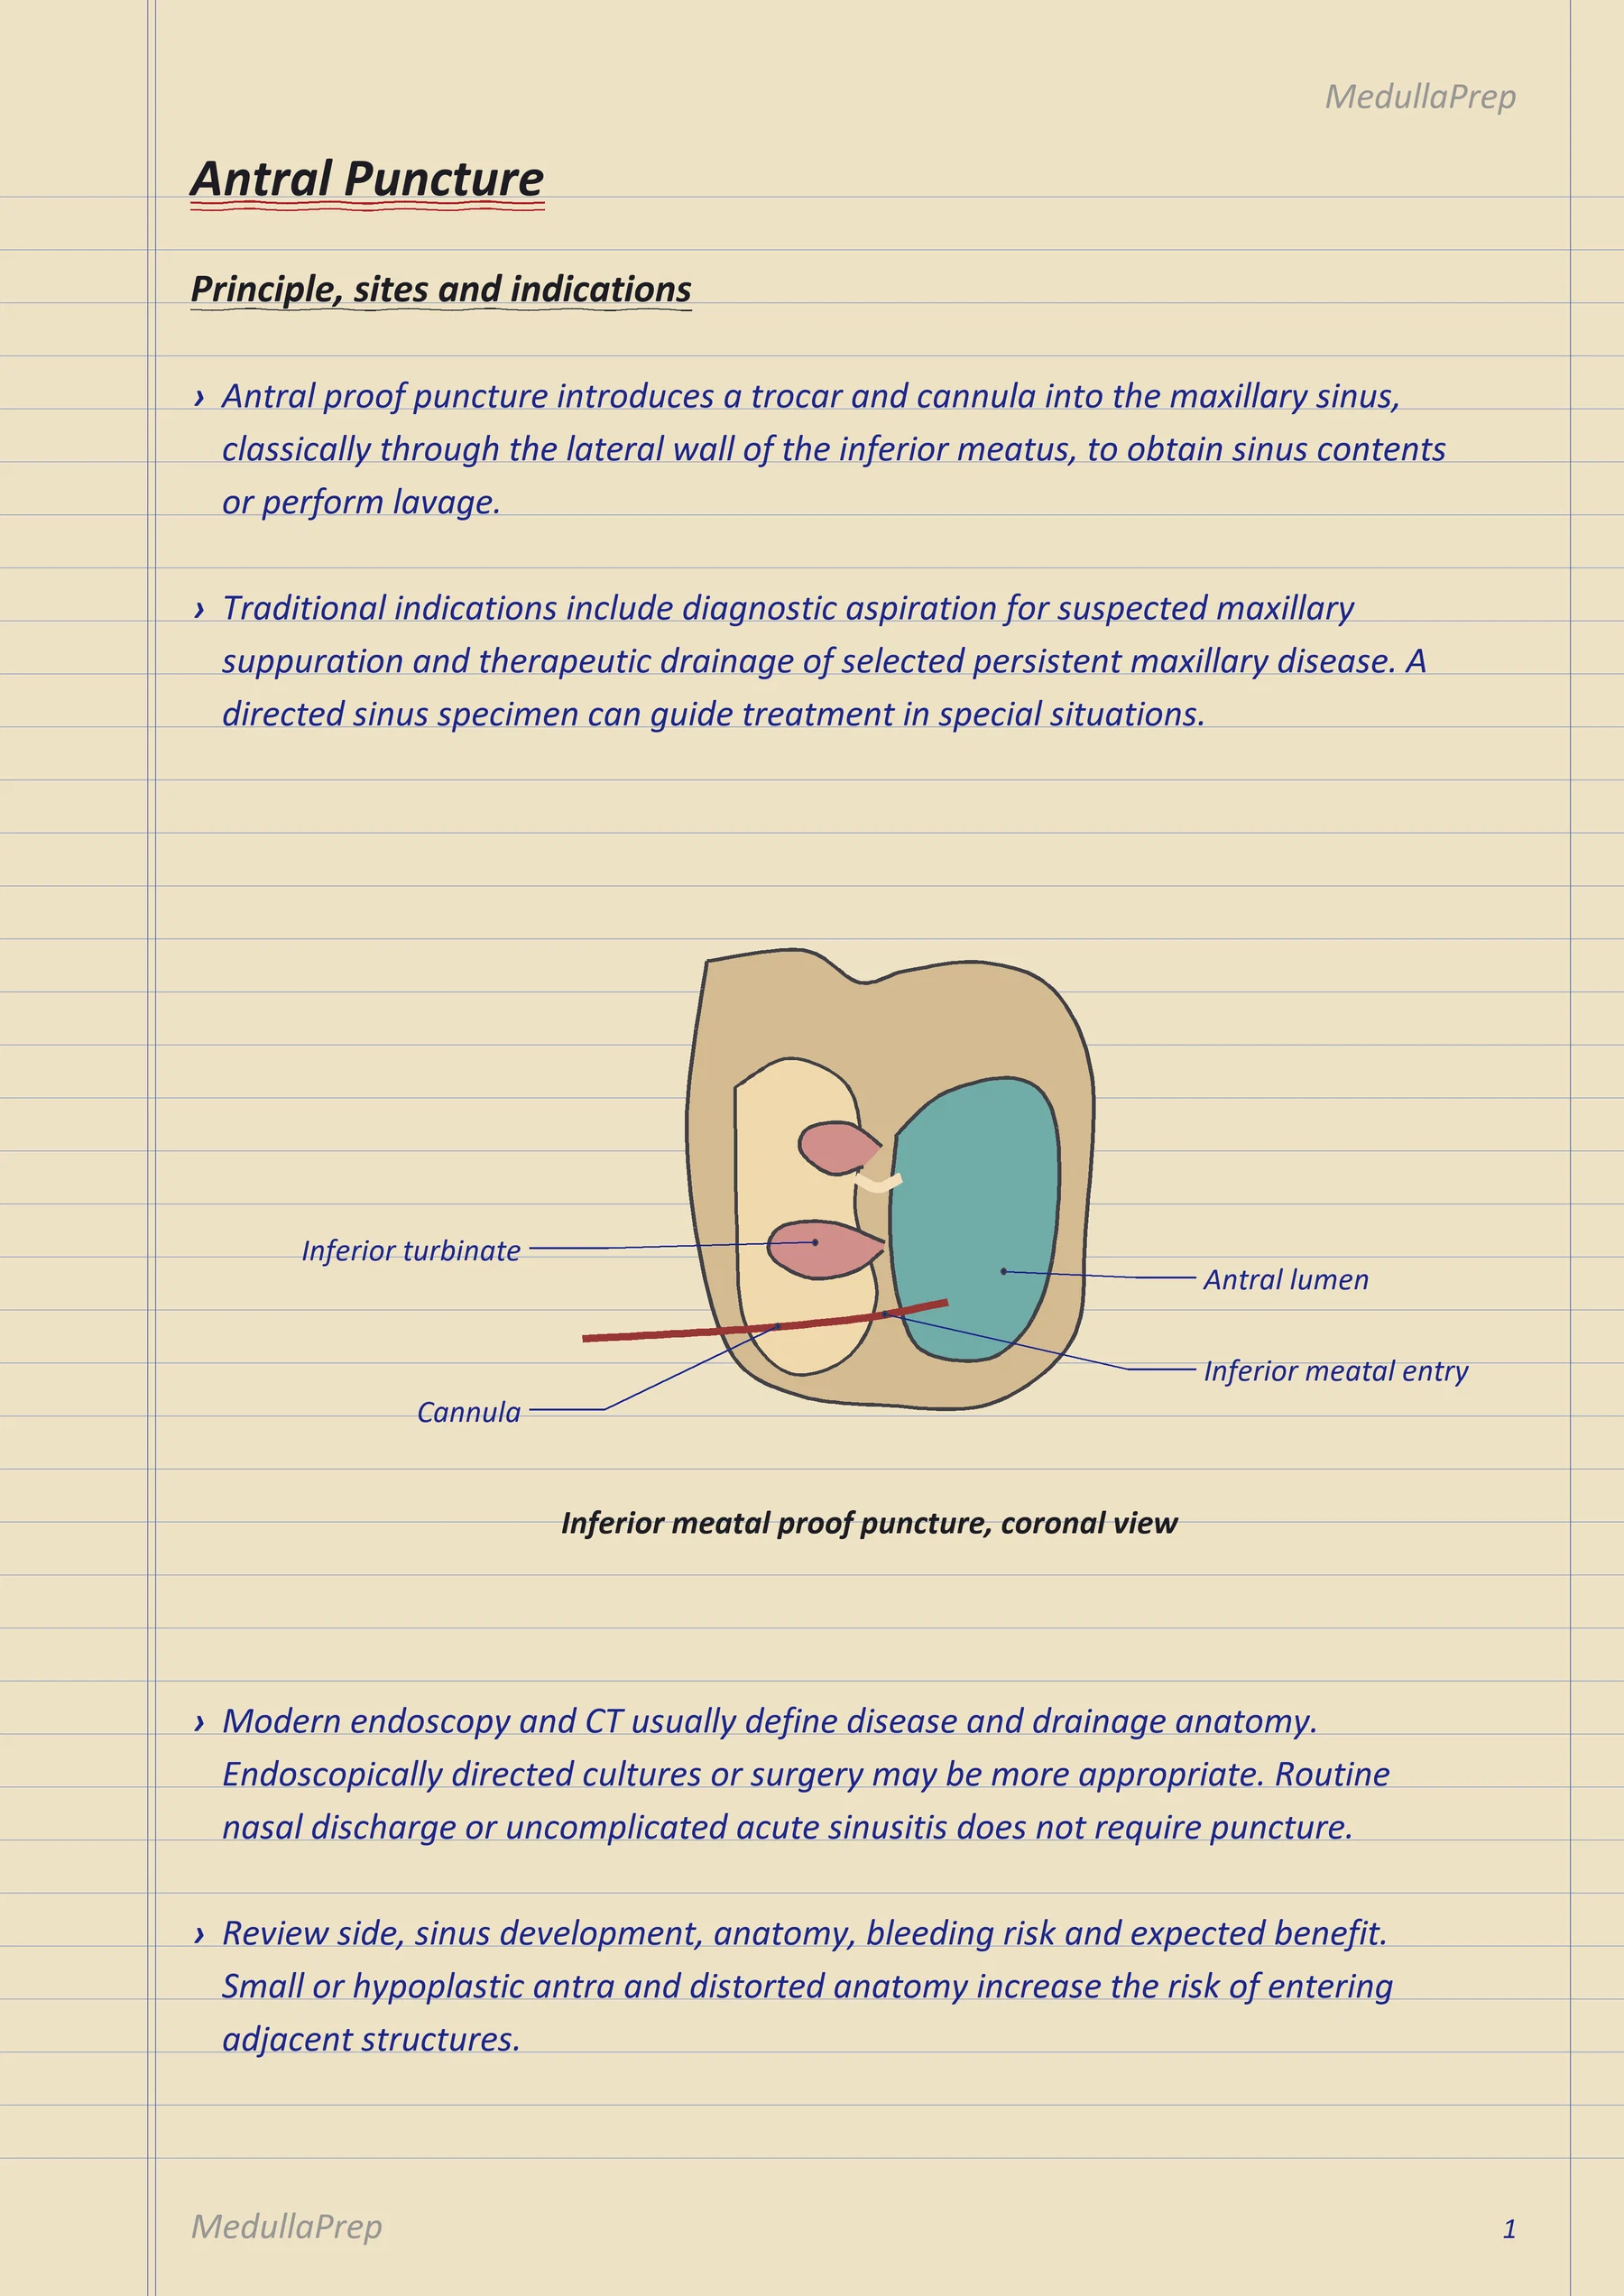 MedullaPrep
Antral Puncture
Principle, sites and indications
› Antral proof puncture introduces a trocar and cannula into the maxillary sinus,
classically through the lateral wall of the inferior meatus, to obtain sinus contents
or perform lavage.
› Traditional indications include diagnostic aspiration for suspected maxillary
suppuration and therapeutic drainage of selected persistent maxillary disease. A
directed sinus specimen can guide treatment in special situations.
Inferior turbinate
Antral lumen
Inferior meatal entry
Cannula
Inferior meatal proof puncture, coronal view
› Modern endoscopy and CT usually define disease and drainage anatomy.
Endoscopically directed cultures or surgery may be more appropriate. Routine
nasal discharge or uncomplicated acute sinusitis does not require puncture.
› Review side, sinus development, anatomy, bleeding risk and expected benefit.
Small or hypoplastic antra and distorted anatomy increase the risk of entering
adjacent structures.
MedullaPrep
1